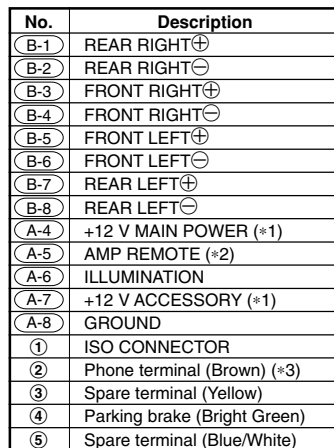 No. Description
B-1 REAR RIGHT⊕
B-2 REAR RIGHT⊖
B-3 FRONT RIGHT⊕
B-4 FRONT RIGHT⊖
B-5 FRONT LEFT⊕
B-6 FRONT LEFT⊖
B-7 REAR LEFT⊕
B-8 REAR LEFT⊖
A-4 +12 V MAIN POWER (*1)
A-5 AMP REMOTE (*2)
A-6 ILLUMINATION
A-7 +12 V ACCESSORY (*1)
A-8 GROUND
① ISO CONNECTOR
② Phone terminal (Brown) (*3)
③ Spare terminal (Yellow)
④ Parking brake (Bright Green)
⑤ Spare terminal (Blue/White)